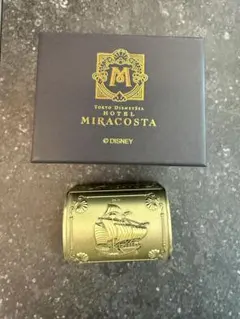 M
TOKYO DISNEYSEA
HOTEL
MIRACOSTA
© DISNEY